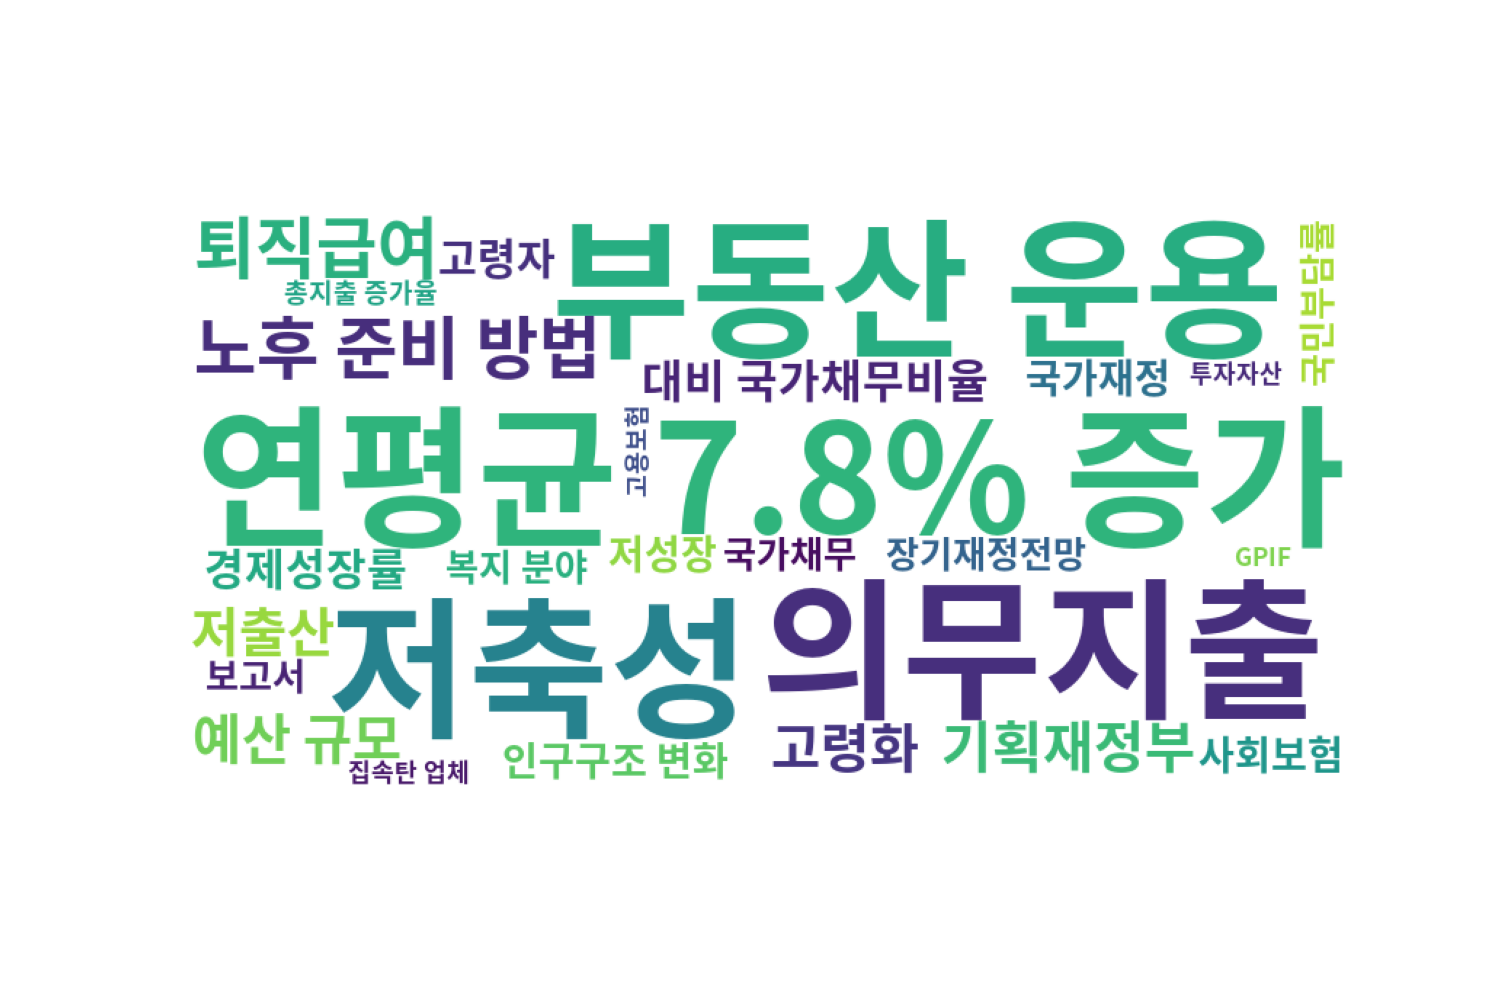 퇴직급여
고령자
부동산 운용
국민부담률
총지출 증가율
노후 준비 방법
대비 국가채무비율
국가재정
투자자산
연평균 7.8% 증가
고용보험
경제성장률
복지 분야
저성장
국가채무
장기재정전망
GPIF
저출산
저축성
의무지출
보고서
예산 규모
집속탄 업체
인구구조 변화
고령화
기획재정부
사회보험